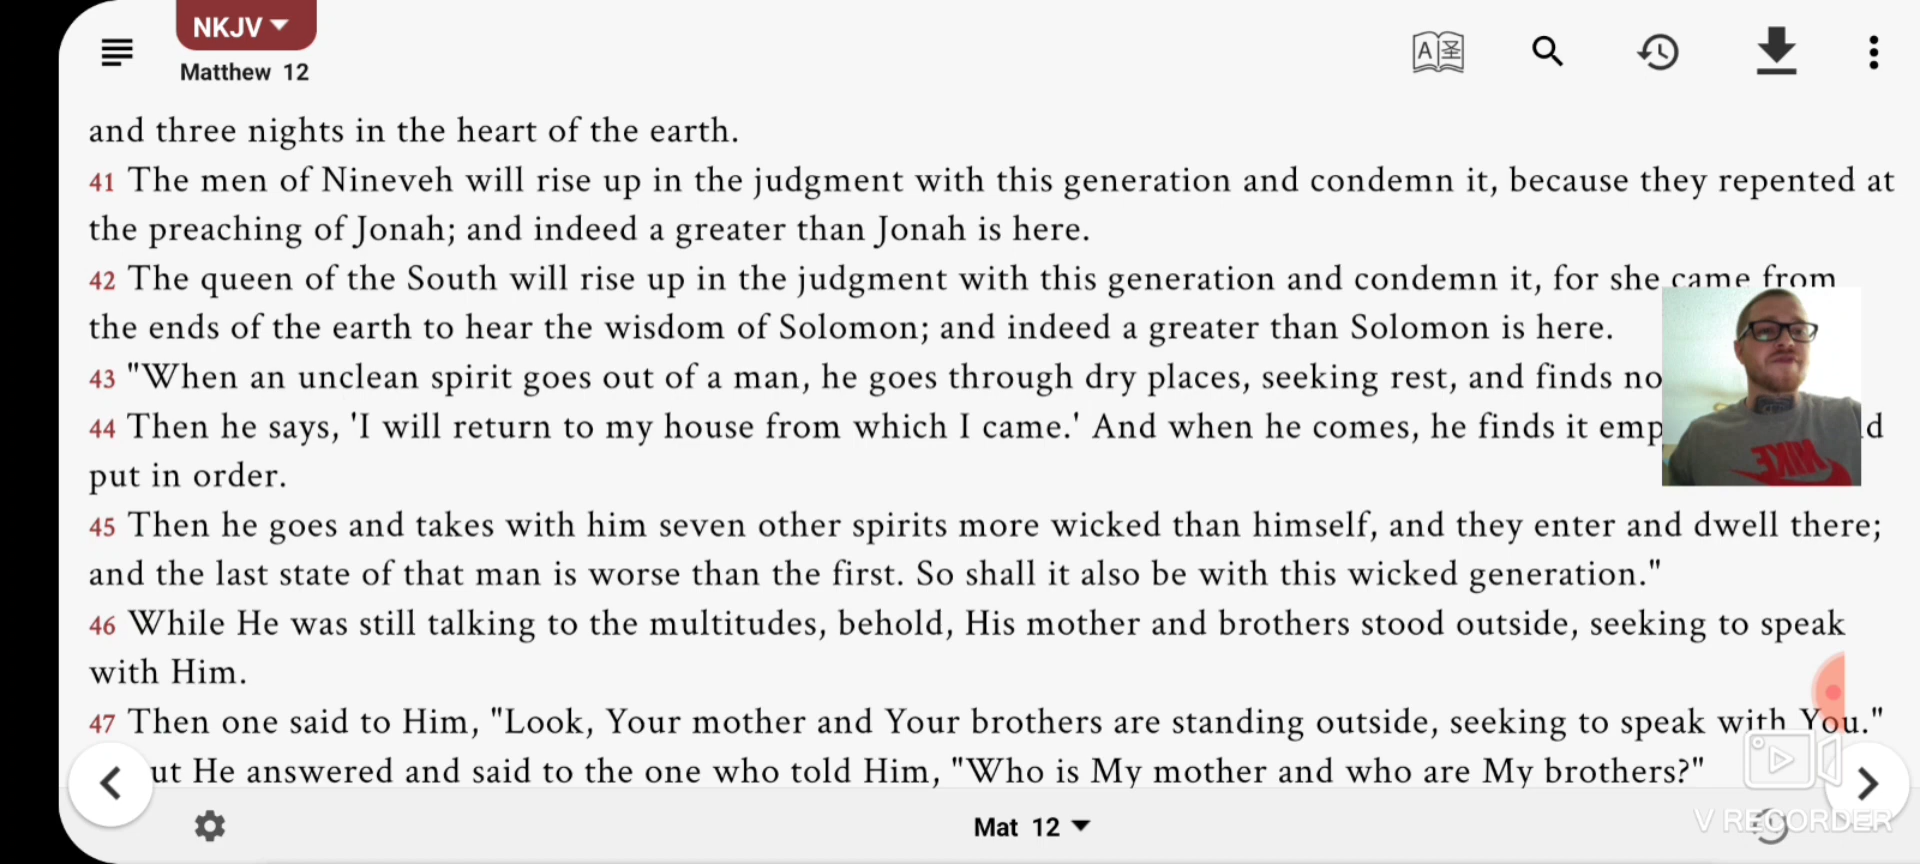 NKJV
Matthew 12
A 圣
and three nights in the heart of the earth.
41 The men of Nineveh will rise up in the judgment with this generation and condemn it, because they repented at
the preaching of Jonah; and indeed a greater than Jonah is here.
42 The queen of the South will rise up in the judgment with this generation and condemn it, for she came from
the ends of the earth to hear the wisdom of Solomon; and indeed a greater than Solomon is here.
43 "When an unclean spirit goes out of a man, he goes through dry places, seeking rest, and finds no
44 Then he says, 'I will return to my house from which I came.' And when he comes, he finds it emp d
put in order.
45 Then he goes and takes with him seven other spirits more wicked than himself, and they enter and dwell there;
and the last state of that man is worse than the first. So shall it also be with this wicked generation."
46 While He was still talking to the multitudes, behold, His mother and brothers stood outside, seeking to speak
with Him.
47 Then one said to Him, "Look, Your mother and Your brothers are standing outside, seeking to speak with You."
ut He answered and said to the one who told Him, "Who is My mother and who are My brothers?"
Mat 12
V RECORDER